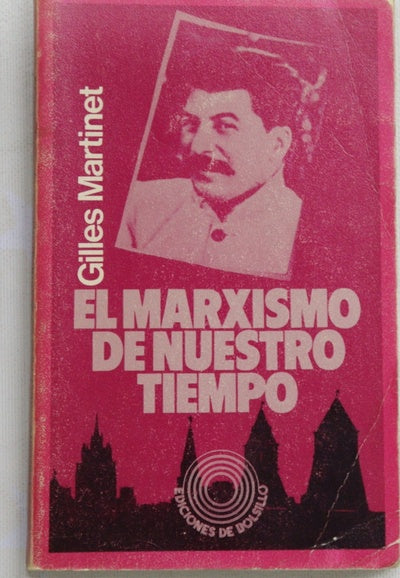 Gilles Martinet
EL MARXISMO
DE NUESTRO
TIEMPO
EDICIONES DE BOLSILLO